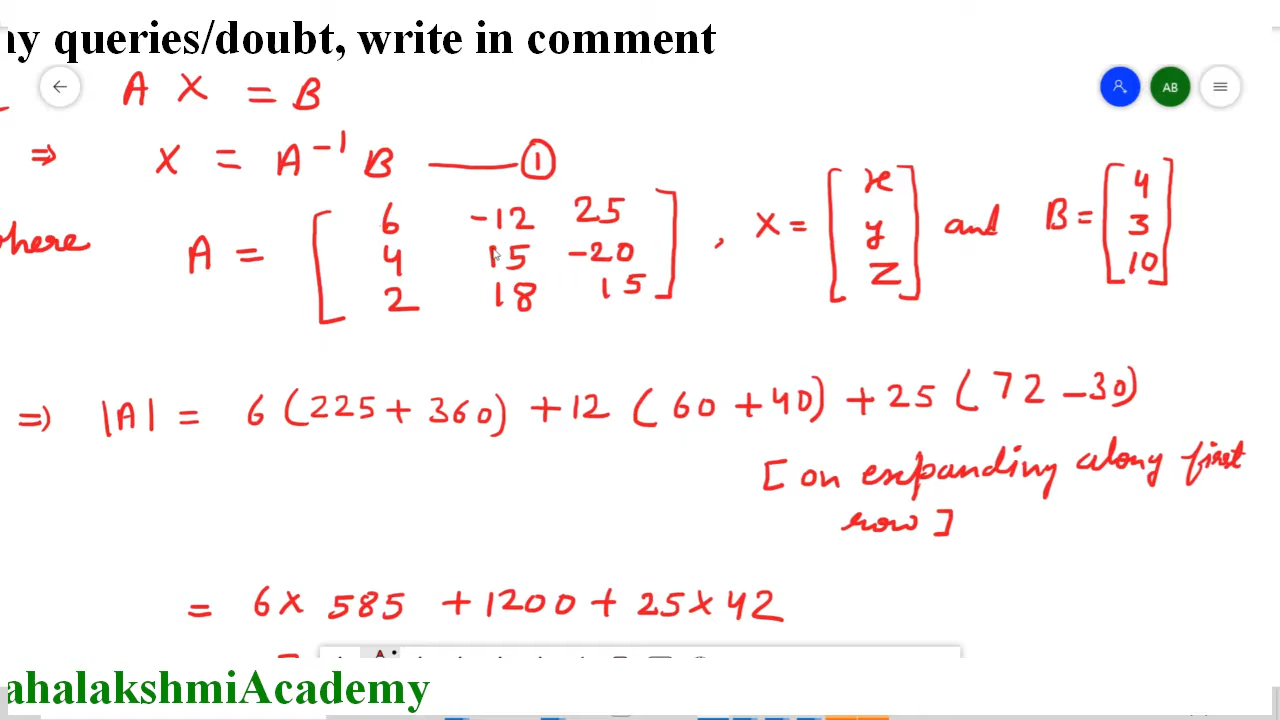 ny queries/doubt, write in comment
A X = B
⇒ X = A⁻¹ B —— ①
where A = [ 6 -12 25
4 15 -20
2 18 15 ] , X = [ x
y
z ] and B = [ 4
3
10 ]
AB
⇒ |A| = 6 (225 + 360) + 12 (60 + 40) + 25 (72 - 30)
[ on expanding along first
row ]
= 6 × 585 + 1200 + 25 × 42
ahalakshmiAcademy